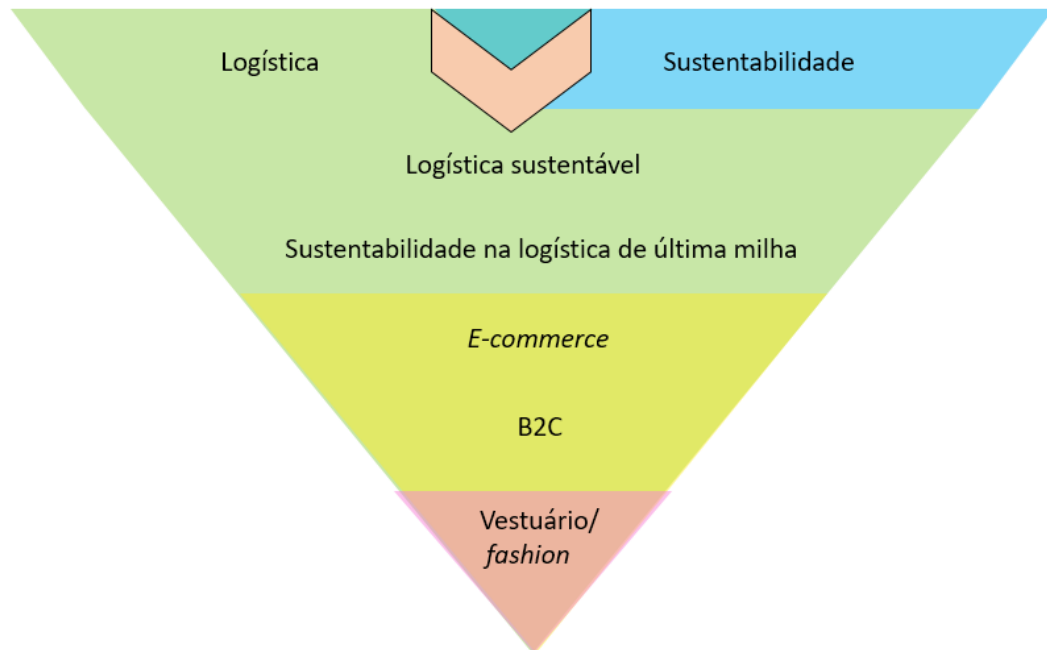 Logística
Sustentabilidade
Logística sustentável
Sustentabilidade na logística de última milha
E-commerce
B2C
Vestuário/
fashion